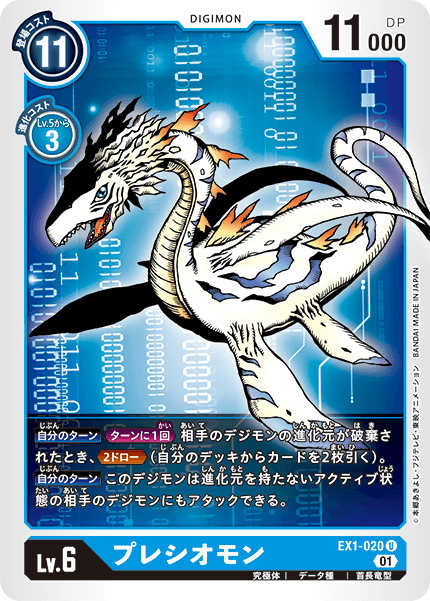 DIGIMON
登場コスト
11
DP
11000
進化コスト
Lv.5から
3
自分のターン ターンに1回 相手のデジモンの進化元が破棄さ
れたとき、2ドロー(自分のデッキからカードを2枚引く)。
自分のターン このデジモンは進化元を持たないアクティブ状
態の相手のデジモンにもアタックできる。
©本郷あきよし・フジテレビ・東映アニメーション BANDAI MADE IN JAPAN
Lv.6
プレシオモン
EX1-020 U
01
究極体 | データ種 | 首長竜型